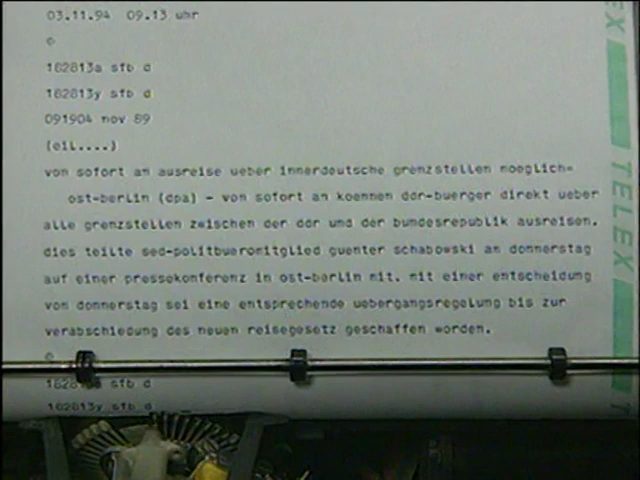 03.11.94 09.13 uhr
182813a sfb d
182813y sfb d
091904 nov 89
(eil....)
von sofort an ausreise ueber innerdeutsche grenzstellen moeglich=
ost-berlin (dpa) - von sofort an koennen ddr-buerger direkt ueber
alle grenzstellen zwischen der ddr und der bundesrepublik ausreisen.
dies teilte sed-politbueromitglied guenter schabowski am donnerstag
auf einer pressekonferenz in ost-berlin mit. mit einer entscheidung
vom donnerstag sei eine entsprechende uebergangsregelung bis zur
verabschiedung des neuen reisegesetz geschaffen worden.
sfb d
182813y sfb d
EX
TELEX
T